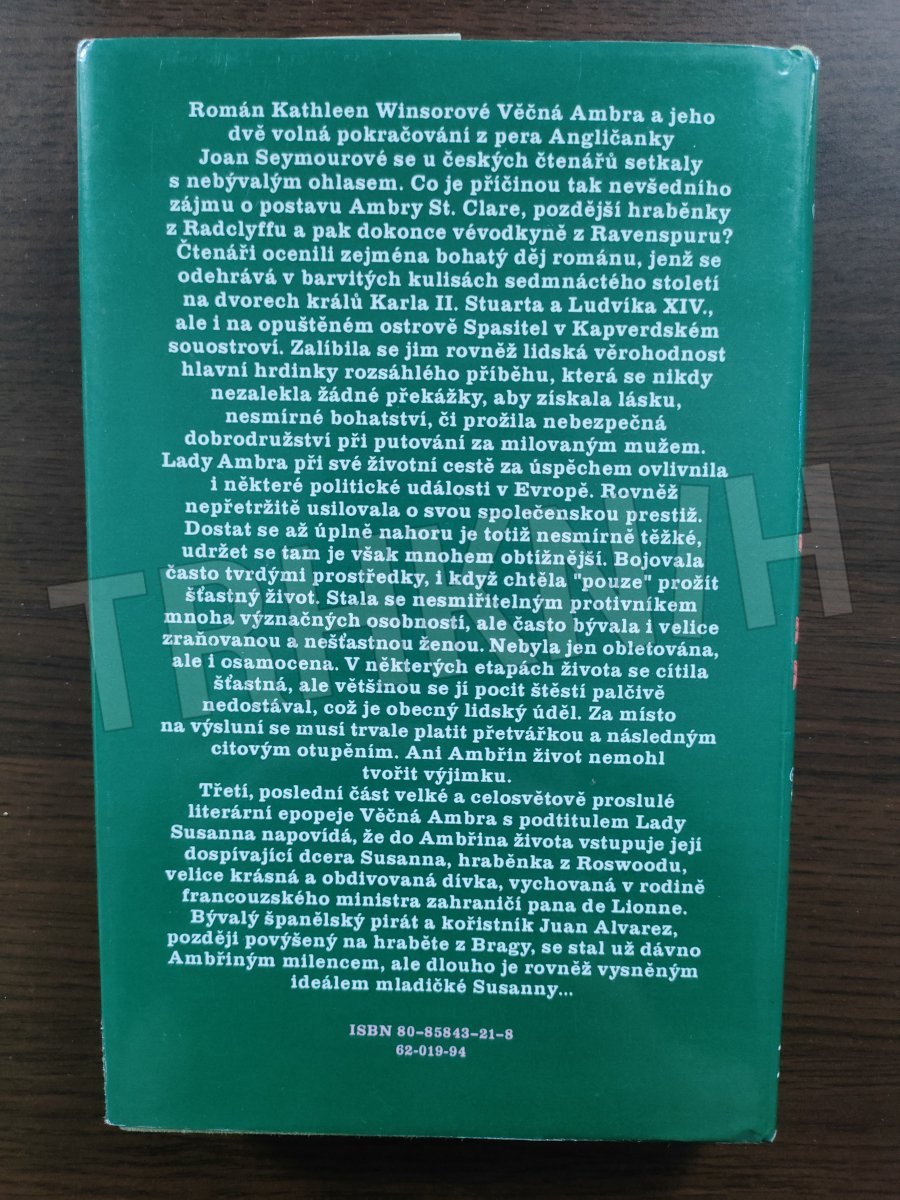 Román Kathleen Winsorové Věčná Ambra a jeho
dvě volná pokračování z pera Angličanky
Joan Seymourové se u českých čtenářů setkaly
s nebývalým ohlasem. Co je příčinou tak nevšedního
zájmu o postavu Ambry St. Clare, pozdější hraběnky
z Radclyffu a pak dokonce vévodkyně z Ravenspuru?
Čtenáři ocenili zejména bohatý děj románu, jenž se
odehrává v barvitých kulisách sedmnáctého století
na dvorech králů Karla II. Stuarta a Ludvíka XIV.,
ale i na opuštěném ostrově Spasitel v Kapverdském
souostroví. Zalíbila se jim rovněž lidská věrohodnost
hlavní hrdinky rozsáhlého příběhu, která se nikdy
nezalekla žádné překážky, aby získala lásku,
nesmírné bohatství, či prožila nebezpečná
dobrodružství při putování za milovaným mužem.
Lady Ambra při své životní cestě za úspěchem ovlivnila
i některé politické události v Evropě. Rovněž
nepřetržitě usilovala o svou společenskou prestiž.
Dostat se až úplně nahoru je totiž nesmírně těžké,
udržet se tam je však mnohem obtížnější. Bojovala
často tvrdými prostředky, i když chtěla "pouze" prožít
šťastný život. Stala se nesmiřitelným protivníkem
mnoha význačných osobností, ale často bývala i velice
zraňovanou a nešťastnou ženou. Nebyla jen obletována,
ale i osamocena. V některých etapách života se cítila
šťastná, ale většinou se jí pocit štěstí palčivě
nedostával, což je obecný lidský úděl. Za místo
na výsluní se musí trvale platit přetvářkou a následným
citovým otupěním. Ani Ambřin život nemohl
tvořit výjimku.
Třetí, poslední část velké a celosvětově proslulé
literární epopeje Věčná Ambra s podtitulem Lady
Susanna napovídá, že do Ambřina života vstupuje její
dospívající dcera Susanna, hraběnka z Roswoodu,
velice krásná a obdivovaná dívka, vychovaná v rodině
francouzského ministra zahraničí pana de Lionne.
Bývalý španělský pirát a kořistník Juan Alvarez,
později povýšený na hraběte z Bragy, se stal už dávno
Ambřiným milencem, ale dlouho je rovněž vysněným
ideálem mladičké Susanny...
ISBN 80-85843-21-8
62-019-94
TRHKNIH